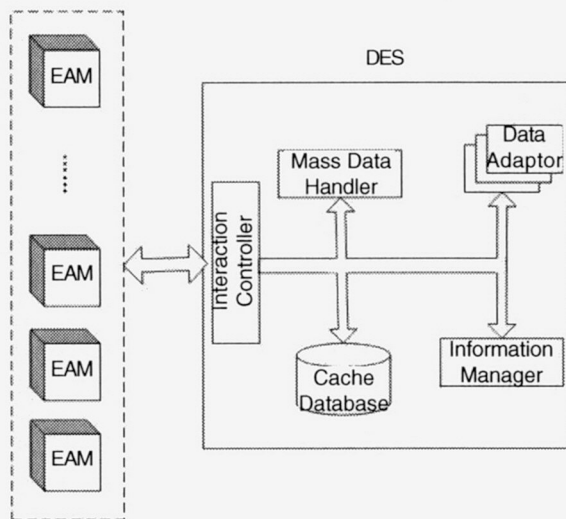 EAM
DES
Mass Data
Handler
Data
Adaptor
Interaction
Controller
EAM
EAM
EAM
Cache
Database
Information
Manager